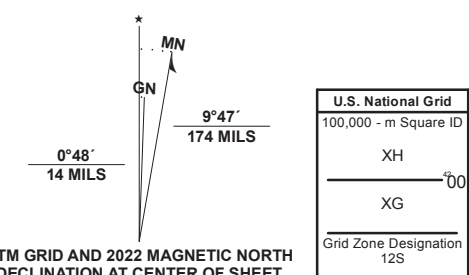 ★
MN
GN
9°47´
174 MILS
0°48´
14 MILS
TM GRID AND 2022 MAGNETIC NORTH
DECLINATION AT CENTER OF SHEET
U.S. National Grid
100,000 - m Square ID
XH
4200
XG
Grid Zone Designation
12S